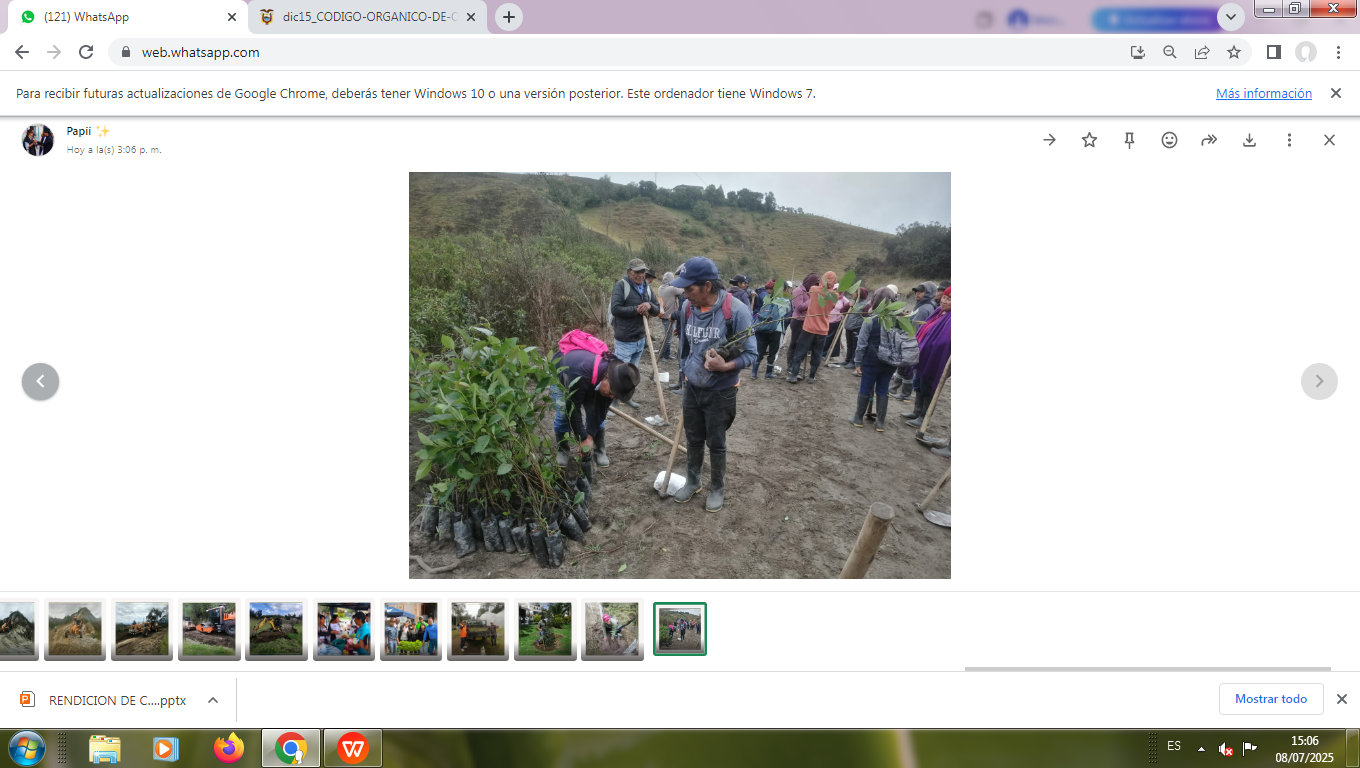 (121) WhatsApp
dic15_CODIGO-ORGANICO-DE-C
web.whatsapp.com
Para recibir futuras actualizaciones de Google Chrome, deberás tener Windows 10 o una versión posterior. Este ordenador tiene Windows 7.
Más información
Papii ✨
Hoy a la(s) 3:06 p. m.
RENDICION DE C....pptx
Mostrar todo
ES
15:06
08/07/2025